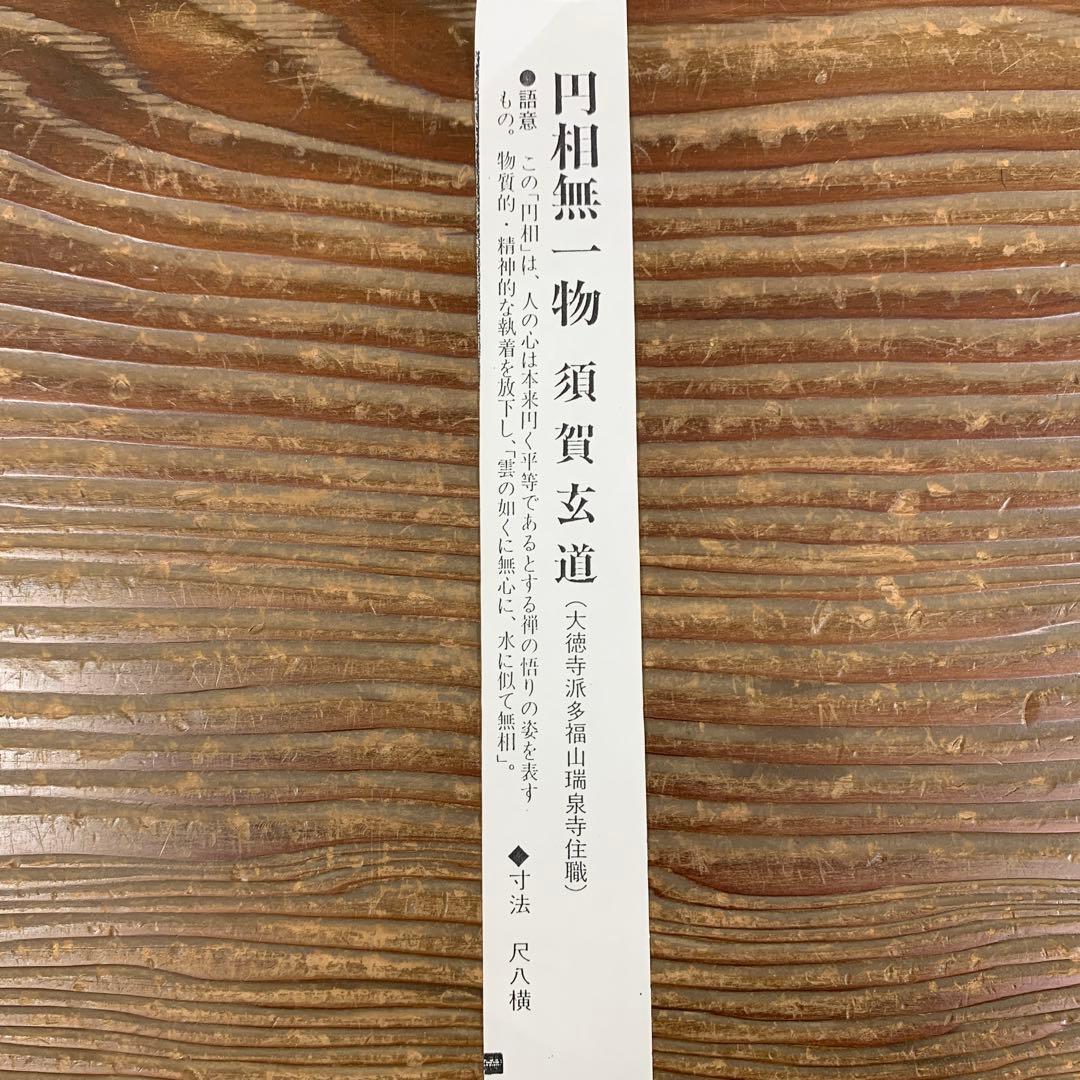 円相無一物 須賀玄道（大徳寺派多福山瑞泉寺住職）
●語意 この「円相」は、人の心は本来円く平等であるとする禅の悟りの姿を表す
もの。物質的・精神的な執着を放下し、「雲の如くに無心に、水に似て無相」。
◆寸法 尺八横